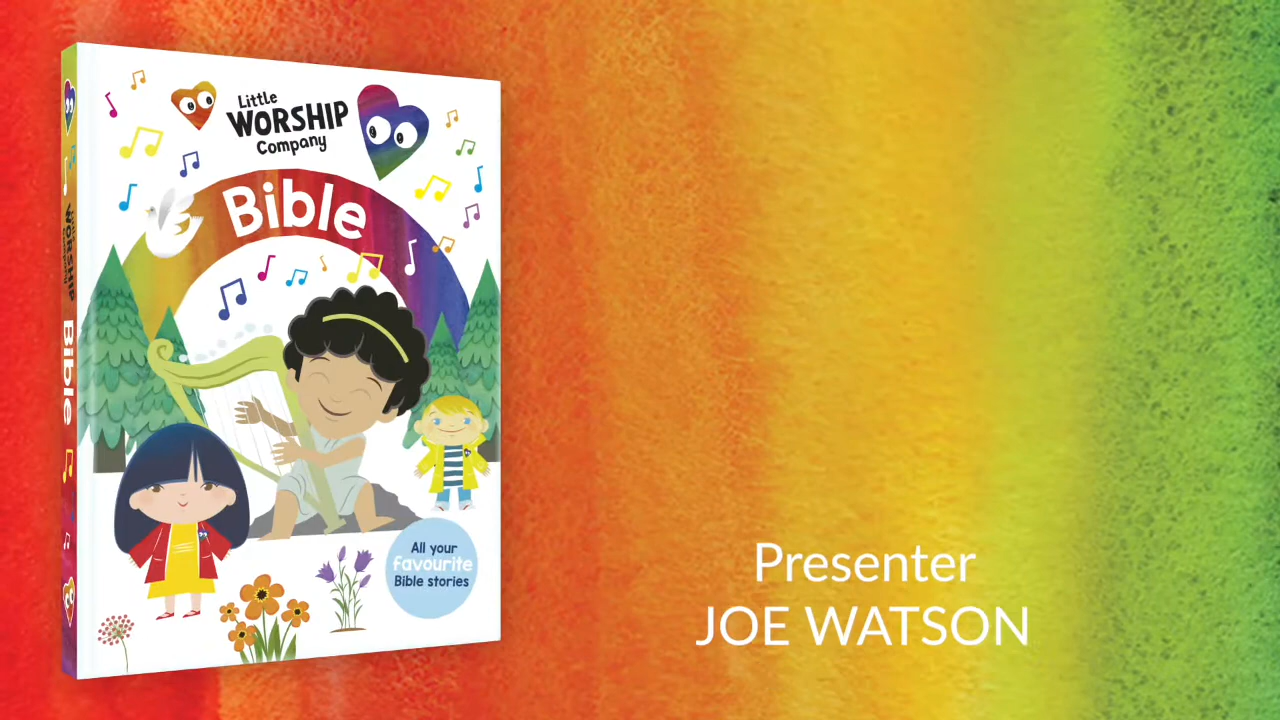 Little
WORSHIP
Company
Bible
All your
favourite
Bible stories
Little
WORSHIP
Company
Bible
Presenter
JOE WATSON